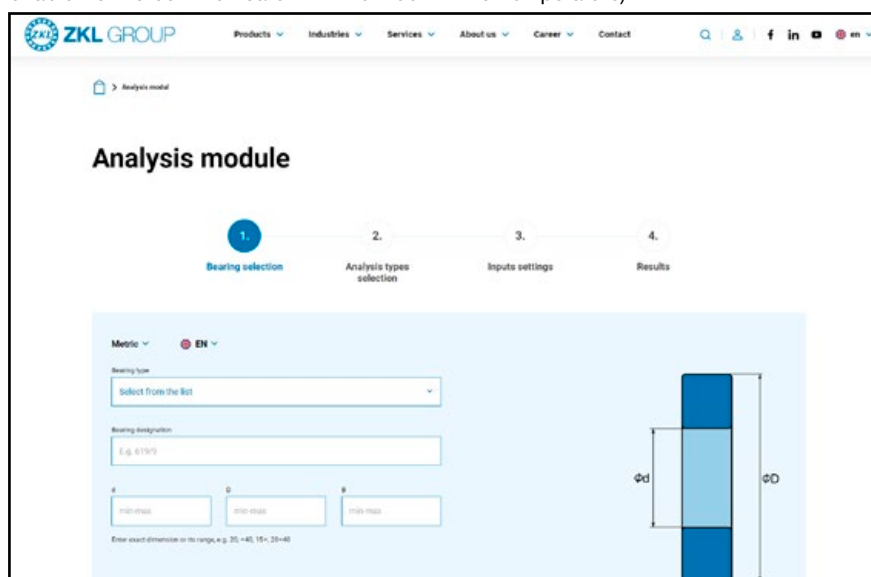 ZKL GROUP
Products Industries Services About us Career Contact en
> Analysis modul
Analysis module
1. 2. 3. 4.
Bearing selection Analysis types selection Inputs settings Results
Metric EN
Bearing type
Select from the list
Bearing designation
E.g. 619/9
d D B
min-max min-max min-max
Enter exact dimension or its range, e.g. 20, <40, 15<, 20<40
Φd ΦD